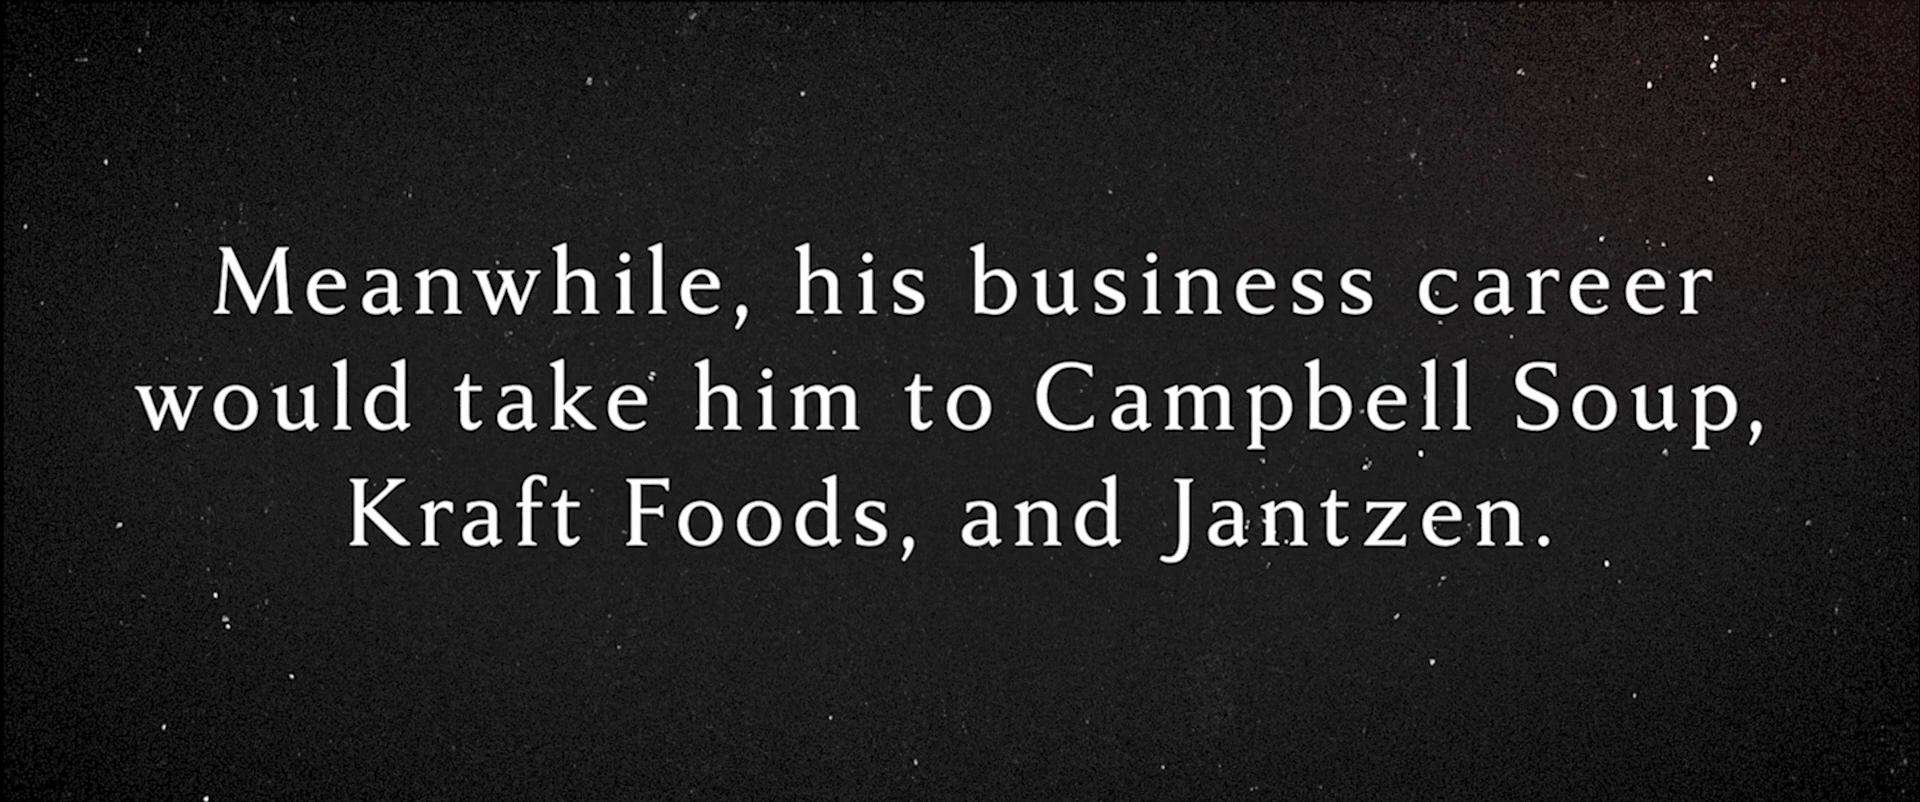 Meanwhile, his business career
would take him to Campbell Soup,
Kraft Foods, and Jantzen.